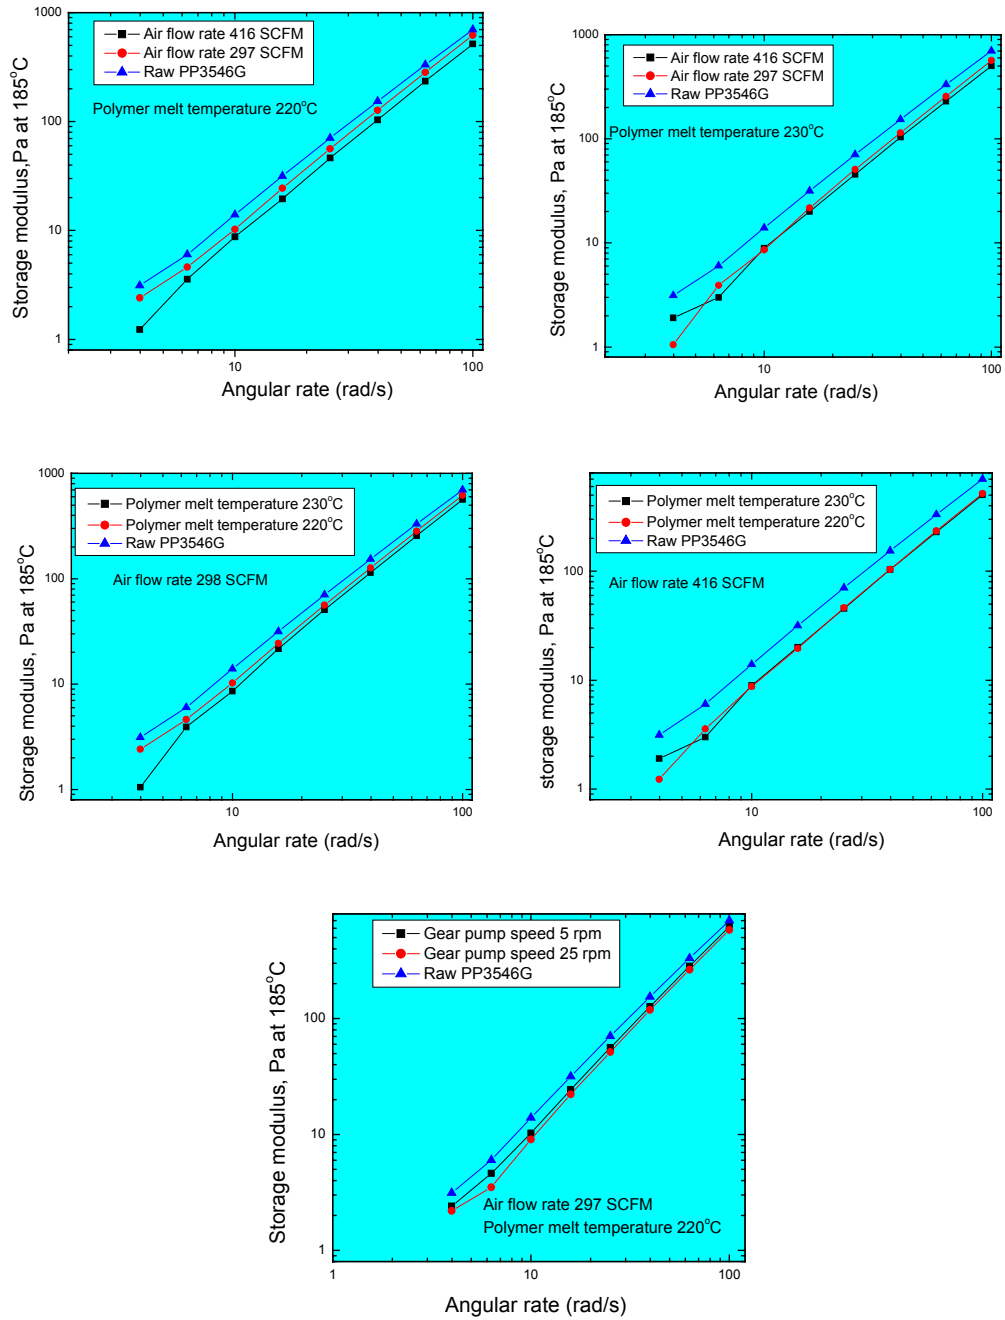 Air flow rate 416 SCFM
Air flow rate 297 SCFM
Raw PP3546G
Polymer melt temperature 220°C
1000
100
10
1
10
100
Storage modulus,Pa at 185°C
Angular rate (rad/s)
Air flow rate 416 SCFM
Air flow rate 297 SCFM
Raw PP3546G
Polymer melt temperature 230°C
1000
100
10
1
10
100
Storage modulus, Pa at 185°C
Angular rate (rad/s)
Polymer melt temperature 230°C
Polymer melt temperature 220°C
Raw PP3546G
Air flow rate 298 SCFM
1000
100
10
1
10
100
Storage modulus, Pa at 185°C
Angular rate (rad/s)
Polymer melt temperature 230°C
Polymer melt temperature 220°C
Raw PP3546G
Air flow rate 416 SCFM
100
10
1
10
100
storage modulus, Pa at 185°C
Angular rate (rad/s)
Gear pump speed 5 rpm
Gear pump speed 25 rpm
Raw PP3546G
100
10
1
Air flow rate 297 SCFM
Polymer melt temperature 220°C
1
10
100
Storage modulus, Pa at 185°C
Angular rate (rad/s)